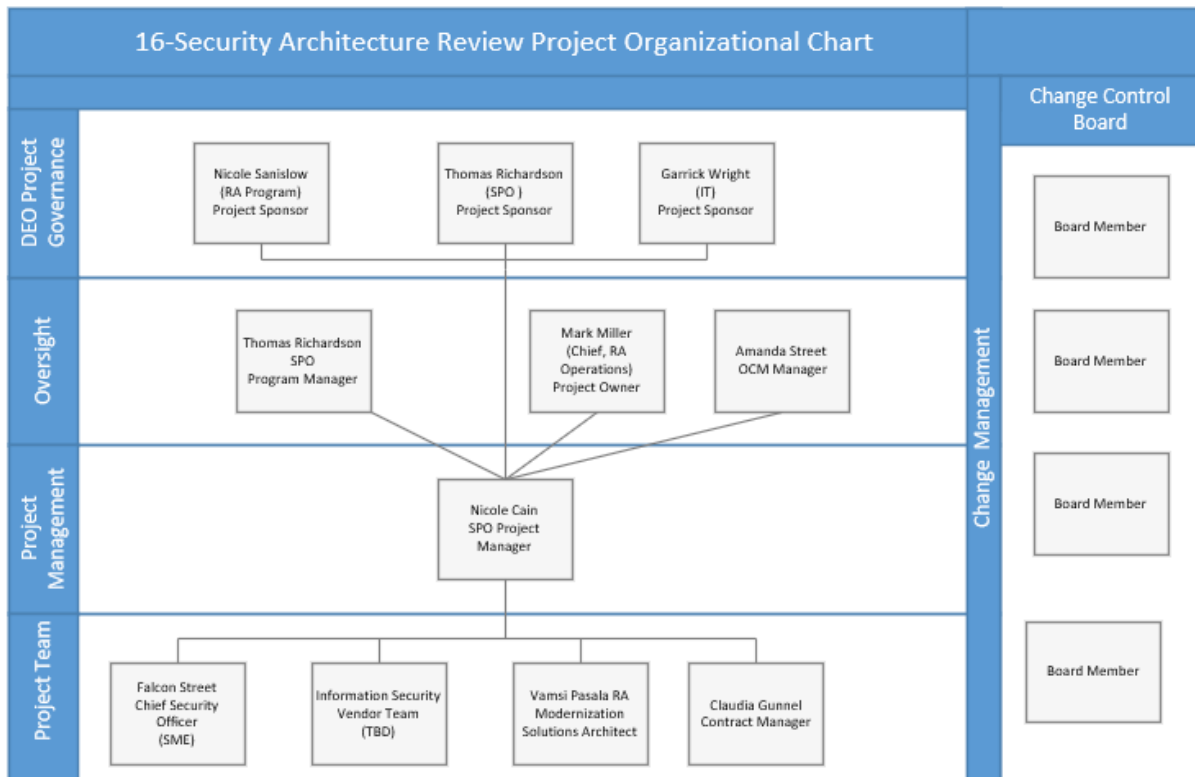 16-Security Architecture Review Project Organizational Chart
Change Control
Board
DEO Project
Governance
Nicole Sanislow
(RA Program)
Project Sponsor
Thomas Richardson
(SPO )
Project Sponsor
Garrick Wright
(IT)
Project Sponsor
Oversight
Thomas Richardson
SPO
Program Manager
Mark Miller
(Chief, RA
Operations)
Project Owner
Amanda Street
OCM Manager
Project
Management
Nicole Cain
SPO Project
Manager
Project Team
Falcon Street
Chief Security
Officer
(SME)
Information Security
Vendor Team
(TBD)
Vamsi Pasala RA
Modernization
Solutions Architect
Claudia Gunnel
Contract Manager
Change Management
Board Member
Board Member
Board Member
Board Member